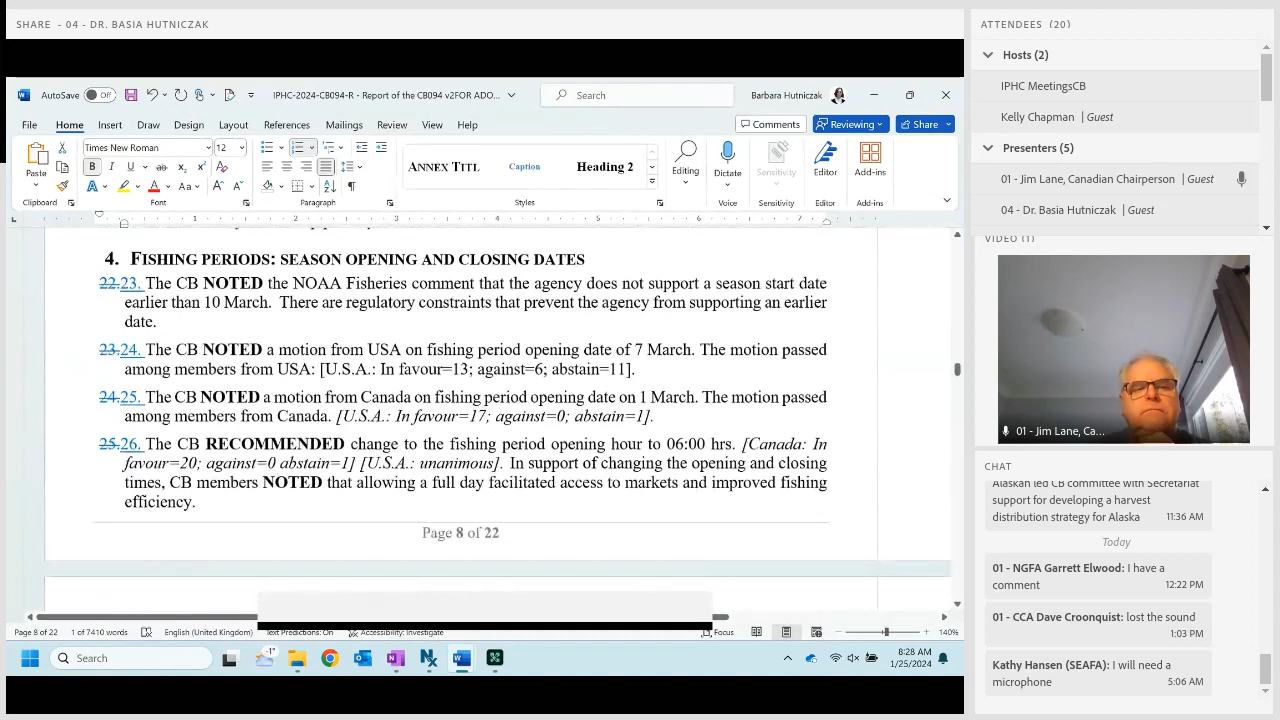 SHARE - 04 - DR. BASIA HUTNICZAK
AutoSave Off
IPHC-2024-CB094-R - Report of the CB094 v2FOR ADO...
Search
Barbara Hutniczak
File Home Insert Draw Design Layout References Mailings Review View Help
Comments Reviewing Share
Paste
Times New Roman 12
ANNEX TITL Caption Heading 2
Editing Dictate Sensitivity Editor Add-ins
Clipboard Font Paragraph Styles Voice Sensitivity Editor Add-ins
1 2 3 4 5 6 7
4. FISHING PERIODS: SEASON OPENING AND CLOSING DATES
22.23. The CB NOTED the NOAA Fisheries comment that the agency does not support a season start date
earlier than 10 March. There are regulatory constraints that prevent the agency from supporting an earlier
date.
23.24. The CB NOTED a motion from USA on fishing period opening date of 7 March. The motion passed
among members from USA: [U.S.A.: In favour=13; against=6; abstain=11].
24.25. The CB NOTED a motion from Canada on fishing period opening date on 1 March. The motion passed
among members from Canada. [U.S.A.: In favour=17; against=0; abstain=1].
25.26. The CB RECOMMENDED change to the fishing period opening hour to 06:00 hrs. [Canada: In
favour=20; against=0 abstain=1] [U.S.A.: unanimous]. In support of changing the opening and closing
times, CB members NOTED that allowing a full day facilitated access to markets and improved fishing
efficiency.
Page 8 of 22
Page 8 of 22 1 of 7410 words English (United Kingdom) Text Predictions: On Accessibility: Investigate Focus 140%
Search
-1°
8:28 AM
1/25/2024
ATTENDEES (20)
Hosts (2)
IPHC MeetingsCB
Kelly Chapman | Guest
Presenters (5)
01 - Jim Lane, Canadian Chairperson | Guest
04 - Dr. Basia Hutniczak | Guest
VIDEO (1)
01 - Jim Lane, Ca...
CHAT
Alaskan led CB committee with Secretariat
support for developing a harvest
distribution strategy for Alaska 11:36 AM
Today
01 - NGFA Garrett Elwood: I have a
comment 12:22 PM
01 - CCA Dave Croonquist: lost the sound
1:03 PM
Kathy Hansen (SEAFA): I will need a
microphone 5:06 AM